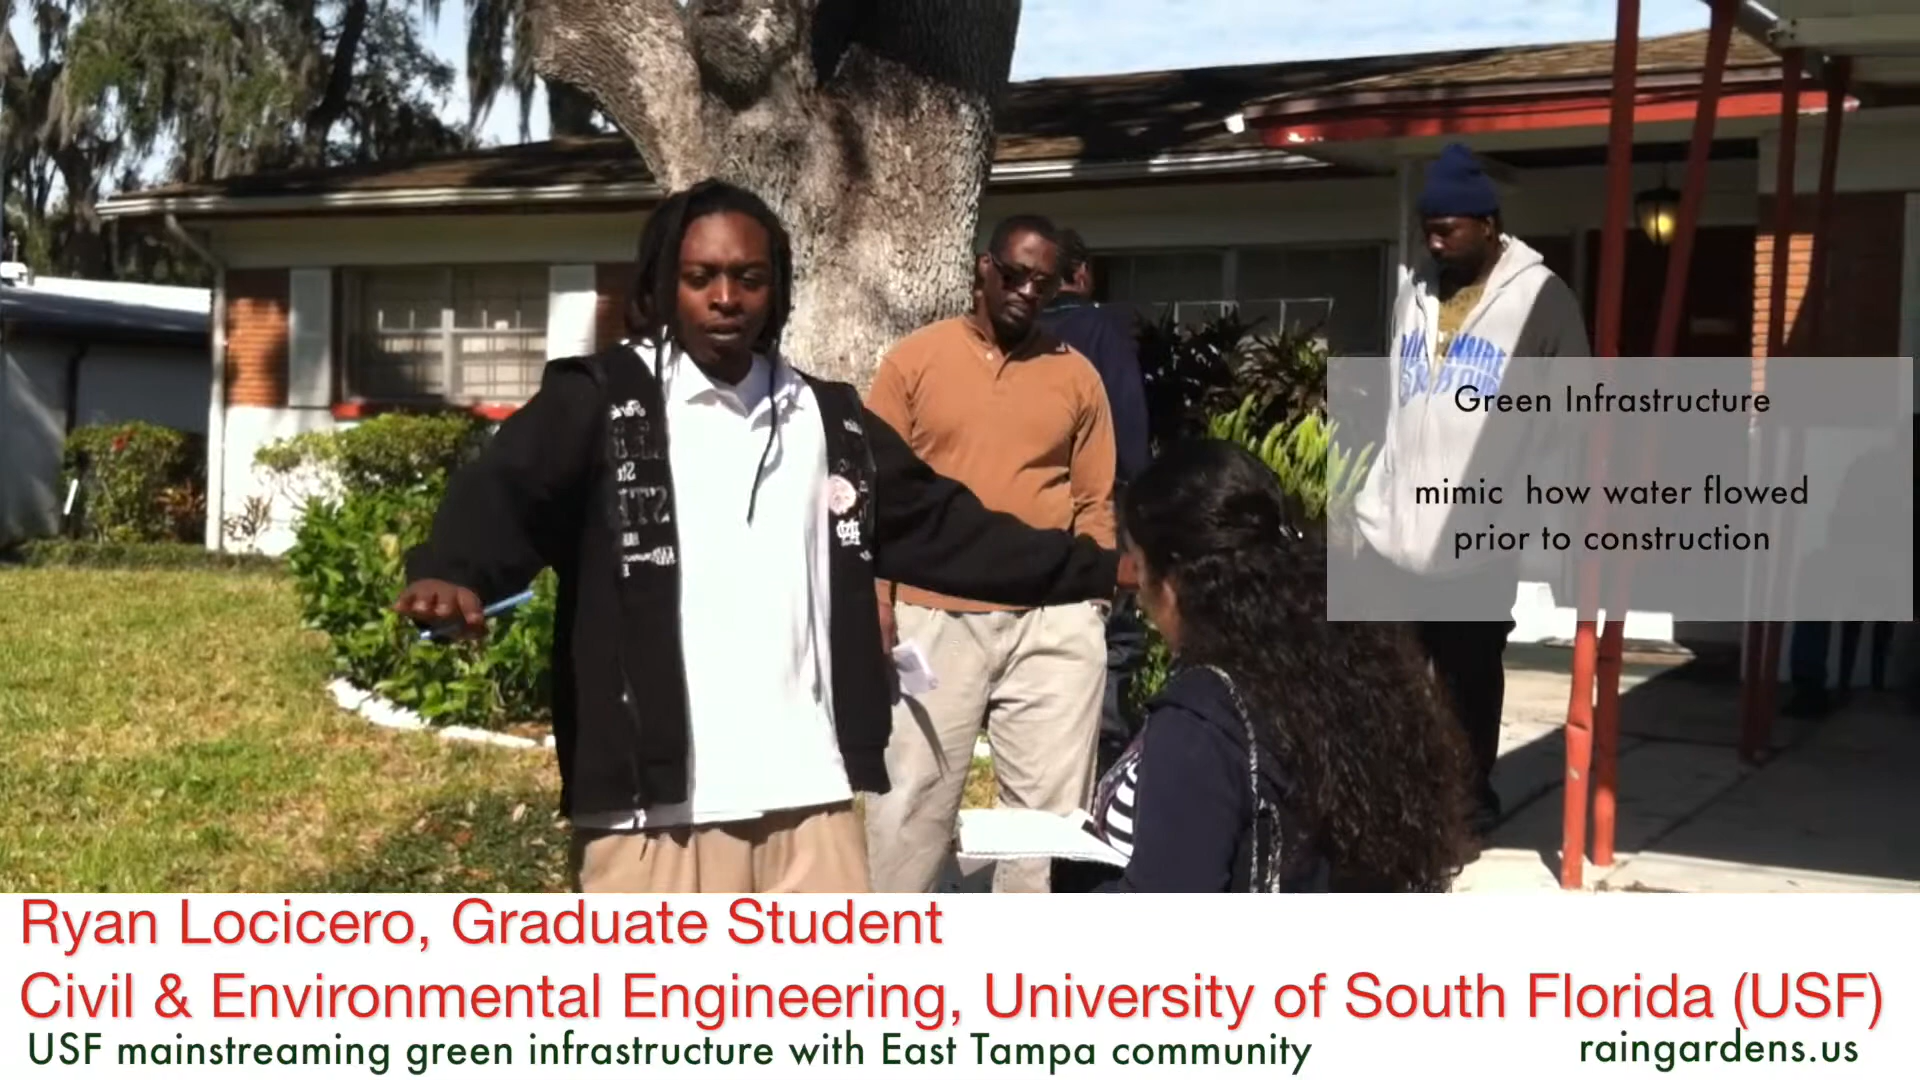 Green Infrastructure
mimic how water flowed
prior to construction
Ryan Locicero, Graduate Student
Civil & Environmental Engineering, University of South Florida (USF)
USF mainstreaming green infrastructure with East Tampa community
raingardens.us